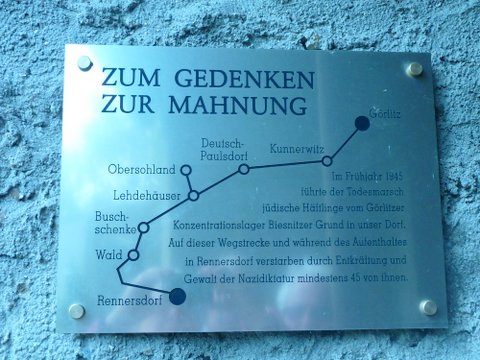 ZUM GEDENKEN
ZUR MAHNUNG
Görlitz
Deutsch-
Paulsdorf
Kunnerwitz
Obersohland
Lehdehäuser
Busch-
schenke
Wald
Rennersdorf
Im Frühjahr 1945
führte der Todesmarsch
jüdische Häftlinge vom Görlitzer
Konzentrationslager Biesnitzer Grund in unser Dorf.
Auf dieser Wegstrecke und während des Aufenthaltes
in Rennersdorf verstarben durch Entkräftung und
Gewalt der Nazidiktatur mindestens 45 von ihnen.